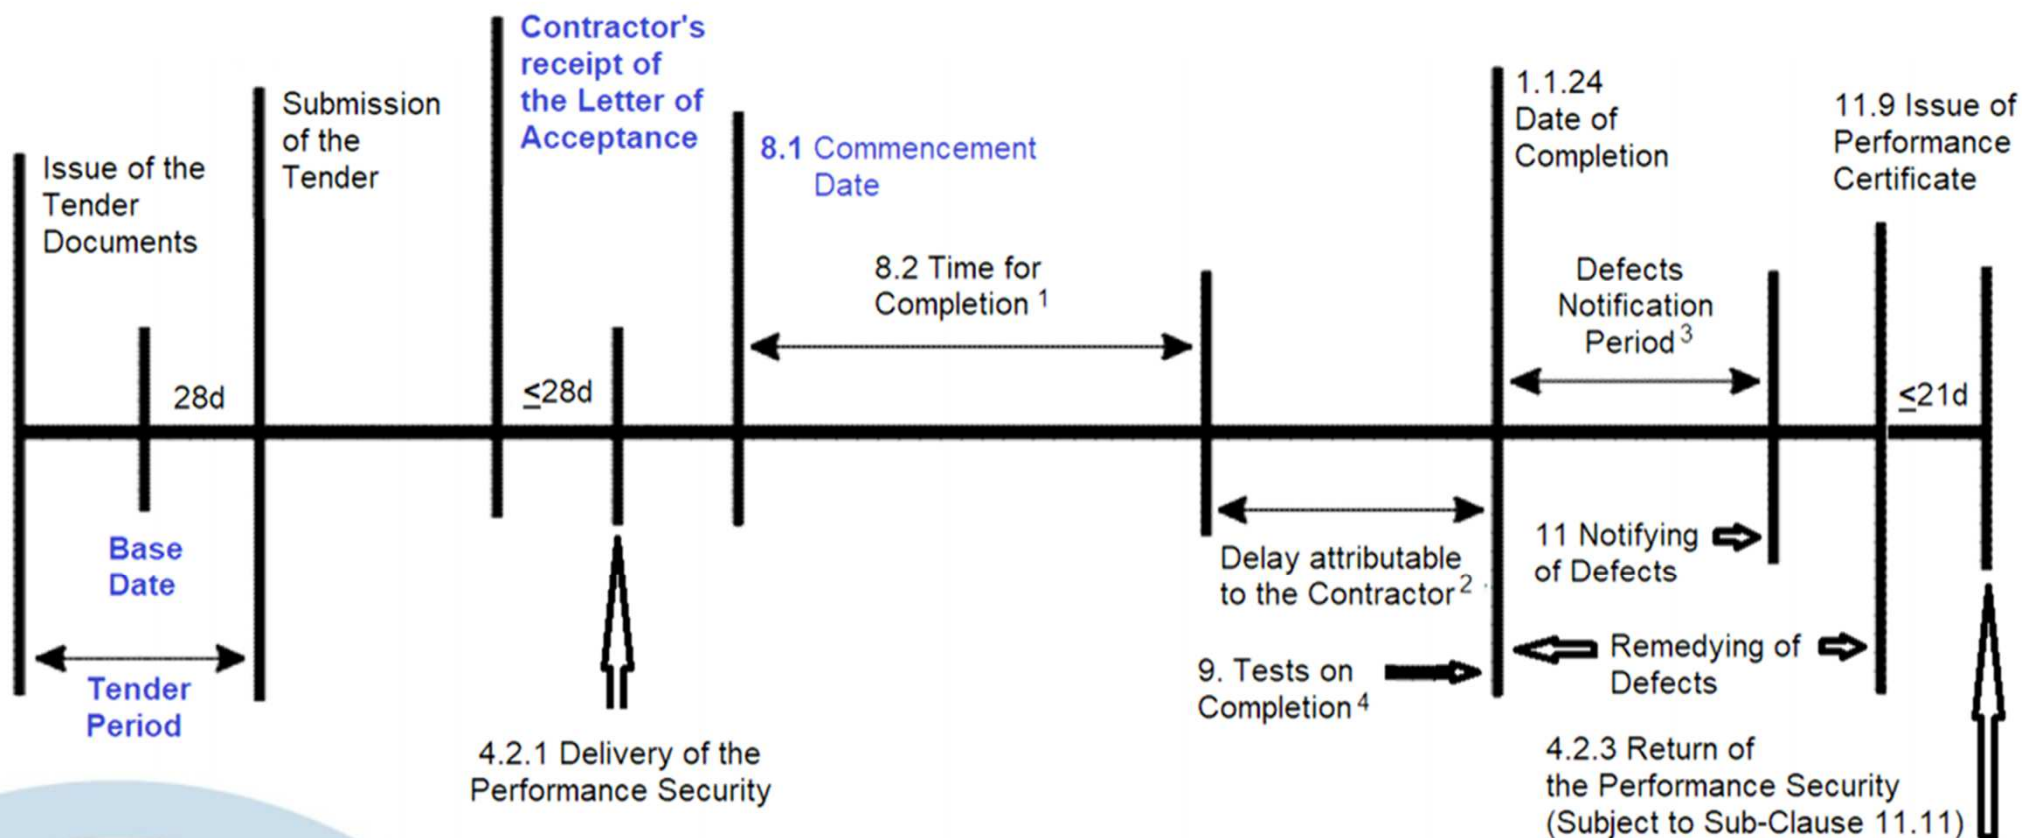 Issue of the
Tender
Documents
Submission
of the
Tender
Contractor's
receipt of
the Letter of
Acceptance
8.1 Commencement
Date
8.2 Time for
Completion 1
1.1.24
Date of
Completion
Defects
Notification
Period 3
11.9 Issue of
Performance
Certificate
28d
≤28d
≤21d
Base
Date
Tender
Period
4.2.1 Delivery of the
Performance Security
Delay attributable
to the Contractor 2
9. Tests on
Completion 4
11 Notifying
of Defects
Remedying of
Defects
4.2.3 Return of
the Performance Security
(Subject to Sub-Clause 11.11)